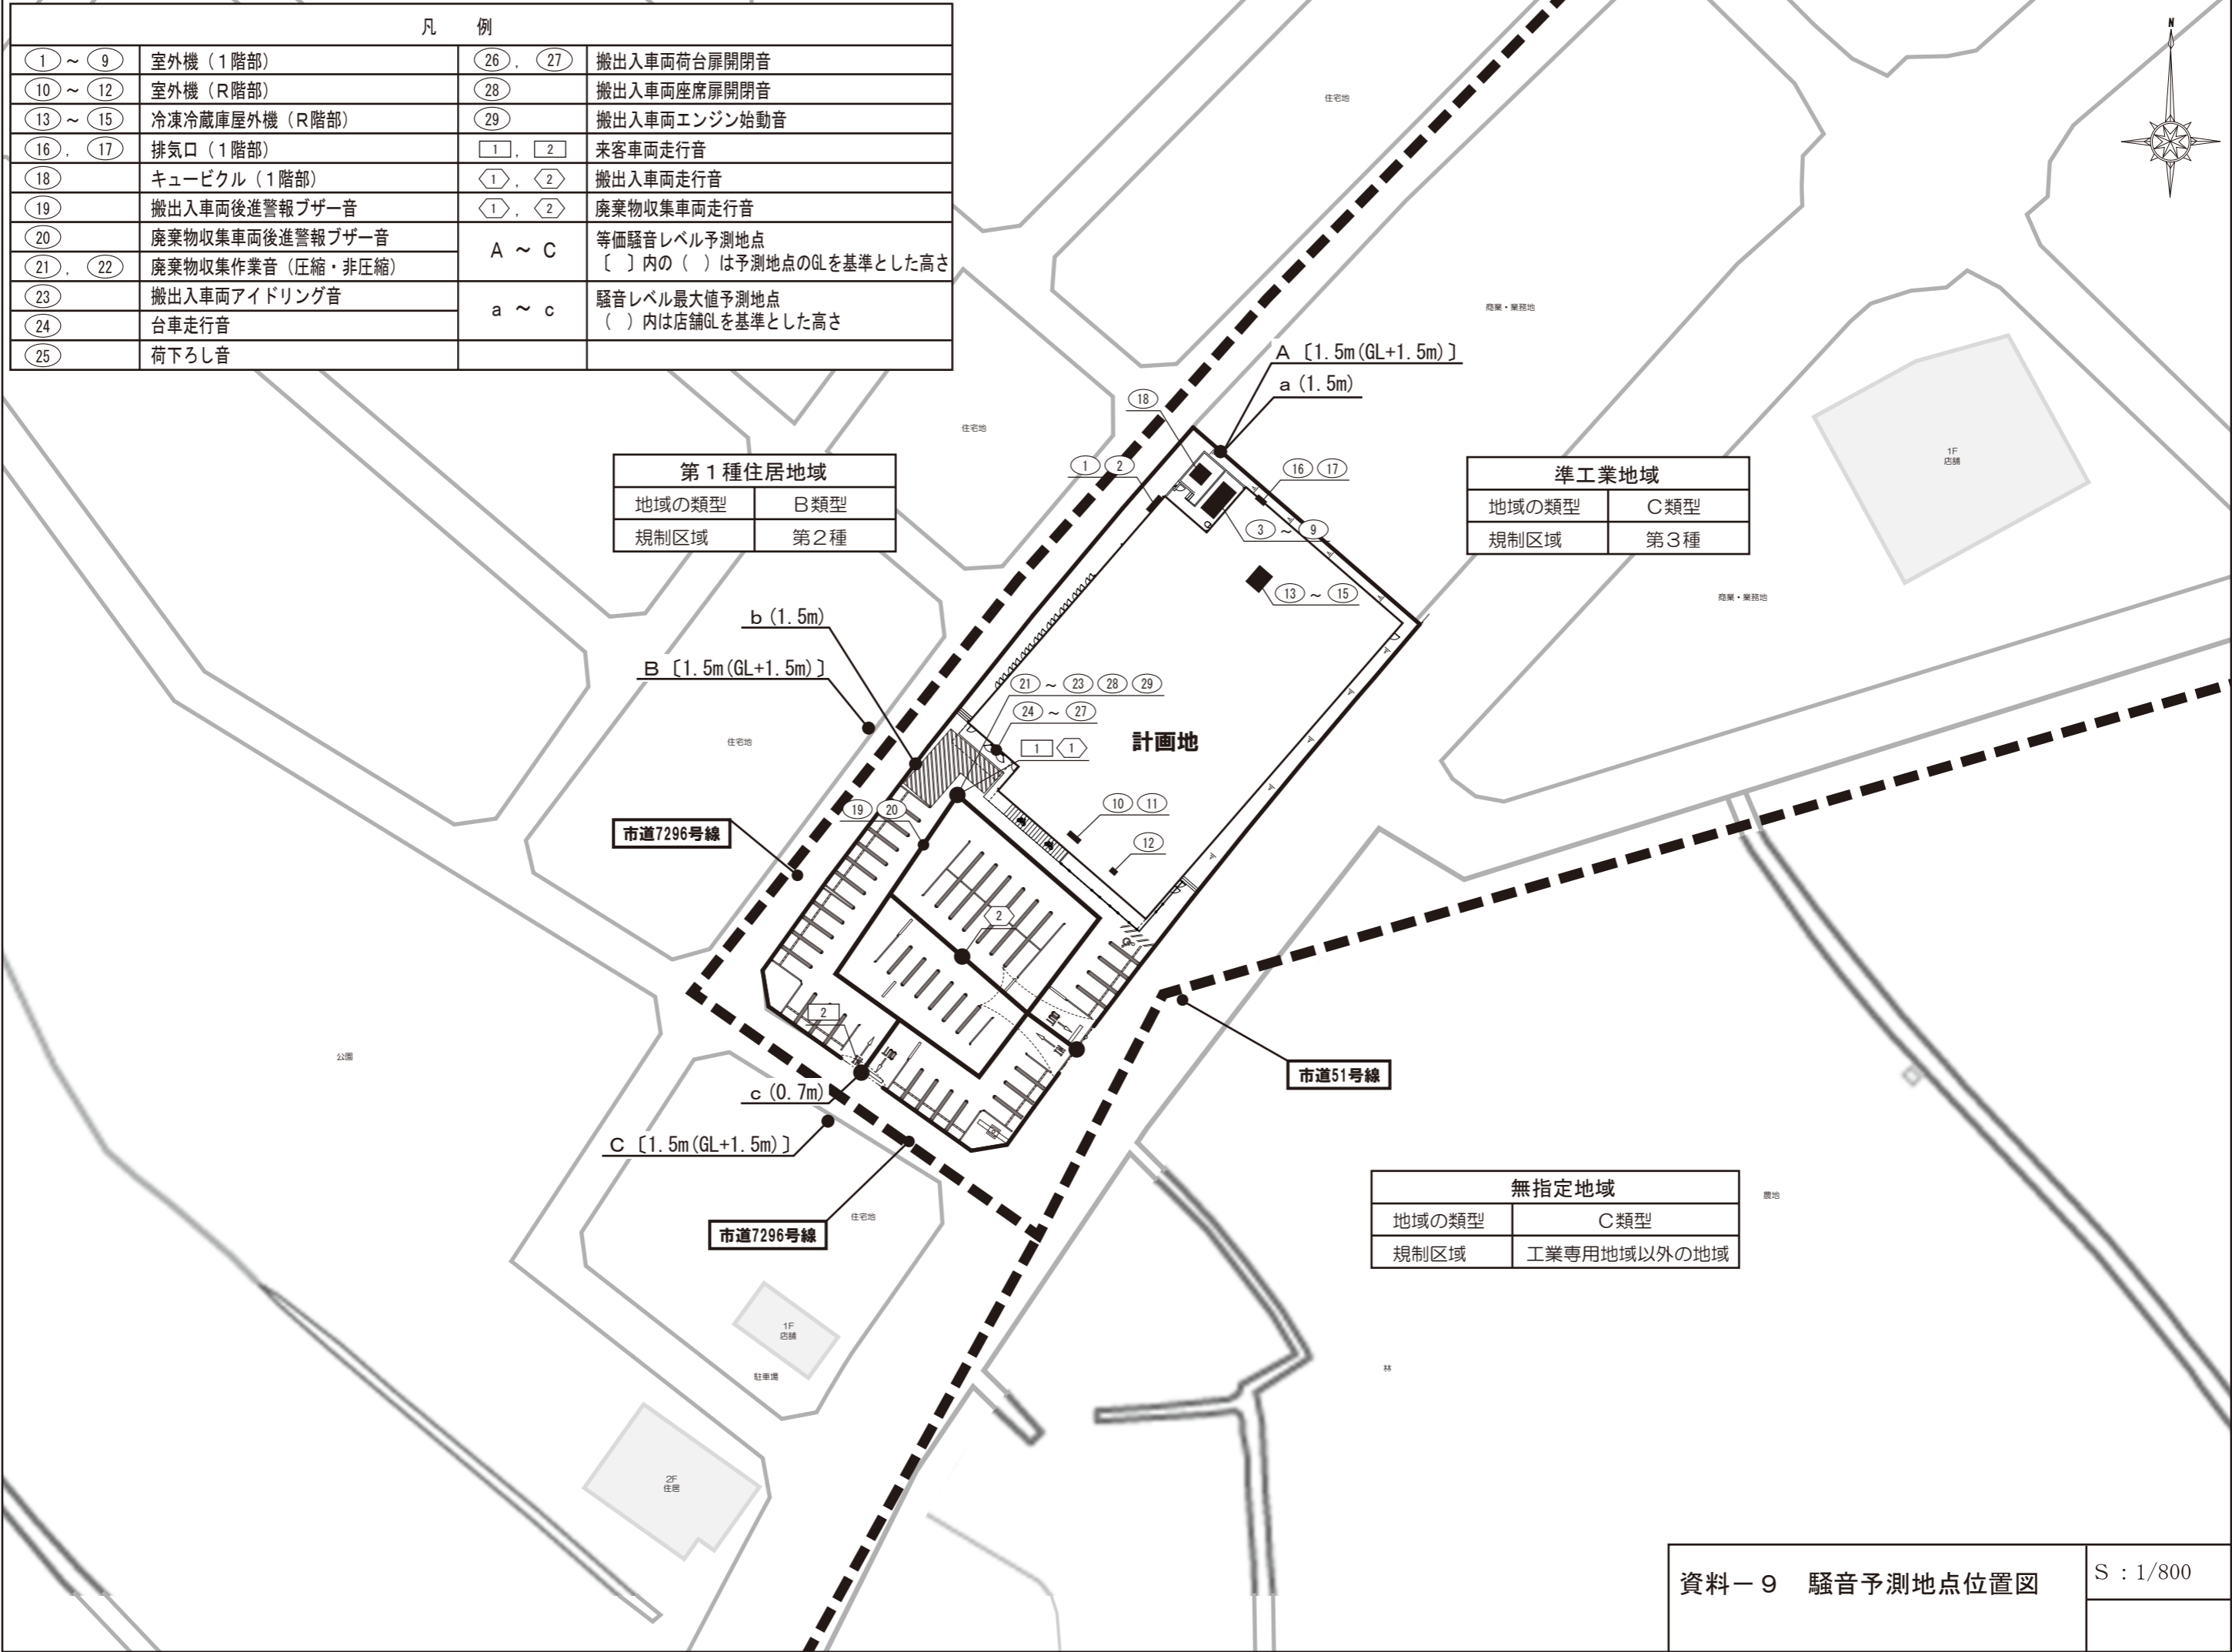 凡 例
① ～ ⑨ 室外機（１階部） ㉖ ， ㉗ 搬出入車両荷台扉開閉音
⑩ ～ ⑫ 室外機（Ｒ階部） ㉘ 搬出入車両座席扉開閉音
⑬ ～ ⑮ 冷凍冷蔵庫屋外機（Ｒ階部） ㉙ 搬出入車両エンジン始動音
⑯ ， ⑰ 排気口（１階部） 1 ， 2 来客車両走行音
⑱ キュービクル（１階部） 1 ， 2 搬出入車両走行音
⑲ 搬出入車両後進警報ブザー音 1 ， 2 廃棄物収集車両走行音
⑳ 廃棄物収集車両後進警報ブザー音 Ａ ～ Ｃ 等価騒音レベル予測地点
㉑ ， ㉒ 廃棄物収集作業音（圧縮・非圧縮） 〔 〕内の（ ）は予測地点のGLを基準とした高さ
㉓ 搬出入車両アイドリング音 ａ ～ ｃ 騒音レベル最大値予測地点
㉔ 台車走行音 （ ）内は店舗GLを基準とした高さ
㉕ 荷下ろし音
N
住宅地
商業・業務地
Ａ〔1.5m(GL+1.5m)〕
ａ(1.5m)
⑱
住宅地
1F
店舗
第１種住居地域
地域の類型 Ｂ類型
規制区域 第２種
① ②
⑯ ⑰
準工業地域
地域の類型 Ｃ類型
規制区域 第３種
③ ～ ⑨
⑬ ～ ⑮
商業・業務地
ｂ(1.5m)
Ｂ〔1.5m(GL+1.5m)〕
㉑ ～ ㉓ ㉘ ㉙
㉔ ～ ㉗
住宅地
1 1
計画地
⑲ ⑳
⑩ ⑪
市道7296号線
⑫
2
2
公園
市道51号線
ｃ(0.7m)
Ｃ〔1.5m(GL+1.5m)〕
無指定地域
地域の類型 Ｃ類型
規制区域 工業専用地域以外の地域
農地
住宅地
市道7296号線
1F
店舗
駐車場
林
2F
住居
資料－９ 騒音予測地点位置図
S：1/800